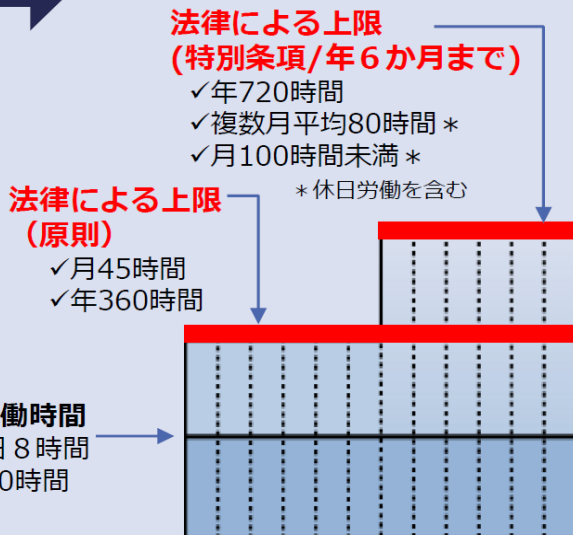 法律による上限
(特別条項/年６か月まで)
✓年720時間
✓複数月平均80時間＊
✓月100時間未満＊
＊休日労働を含む
法律による上限
（原則）
✓月45時間
✓年360時間
働時間
日８時間
0時間